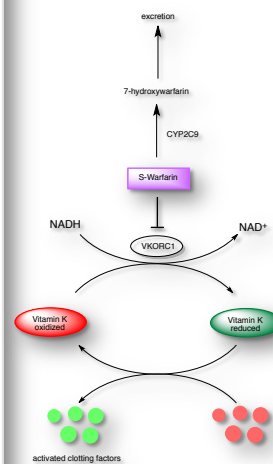 excretion
7-hydroxywarfarin
CYP2C9
S-Warfarin
NADH
NAD+
VKORC1
Vitamin K
oxidized
Vitamin K
reduced
activated clotting factors